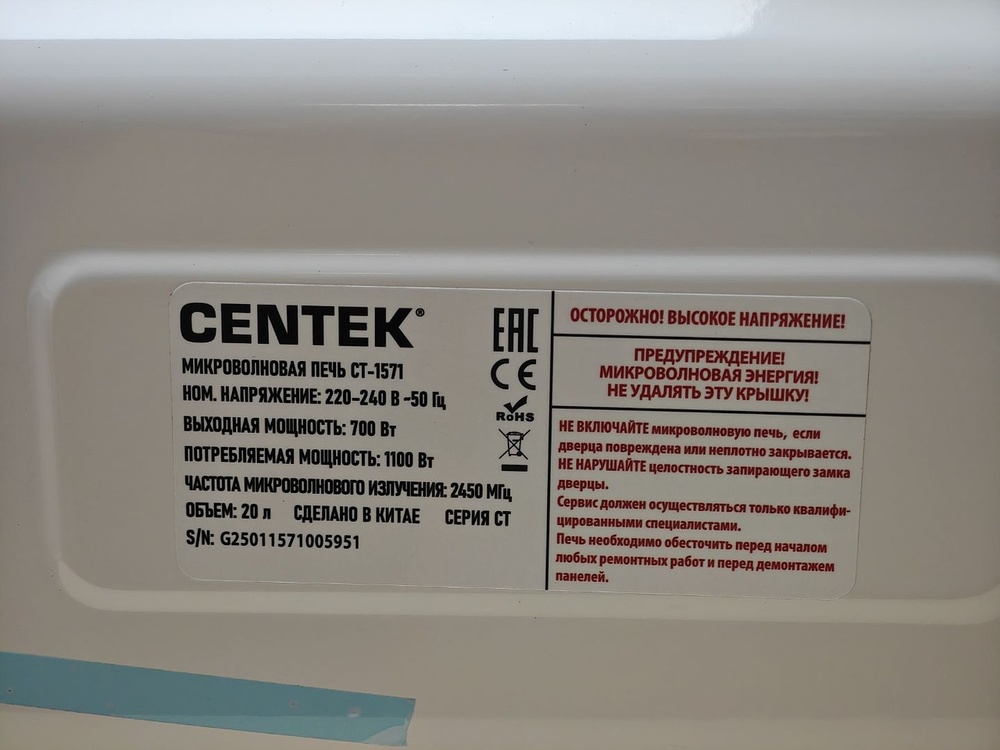 CENTEK®
МИКРОВОЛНОВАЯ ПЕЧЬ СТ-1571
НОМ. НАПРЯЖЕНИЕ: 220-240 В ~50 Гц
ВЫХОДНАЯ МОЩНОСТЬ: 700 Вт
ПОТРЕБЛЯЕМАЯ МОЩНОСТЬ: 1100 Вт
ЧАСТОТА МИКРОВОЛНОВОГО ИЗЛУЧЕНИЯ: 2450 МГц
ОБЪЕМ: 20 л СДЕЛАНО В КИТАЕ СЕРИЯ СТ
S/N: G25011571005951
EAC
CE
RoHS
ОСТОРОЖНО! ВЫСОКОЕ НАПРЯЖЕНИЕ!
ПРЕДУПРЕЖДЕНИЕ!
МИКРОВОЛНОВАЯ ЭНЕРГИЯ!
НЕ УДАЛЯТЬ ЭТУ КРЫШКУ!
НЕ ВКЛЮЧАЙТЕ микроволновую печь, если
дверца повреждена или неплотно закрывается.
НЕ НАРУШАЙТЕ целостность запирающего замка
дверцы.
Сервис должен осуществляться только квалифи-
цированными специалистами.
Печь необходимо обесточить перед началом
любых ремонтных работ и перед демонтажем
панелей.